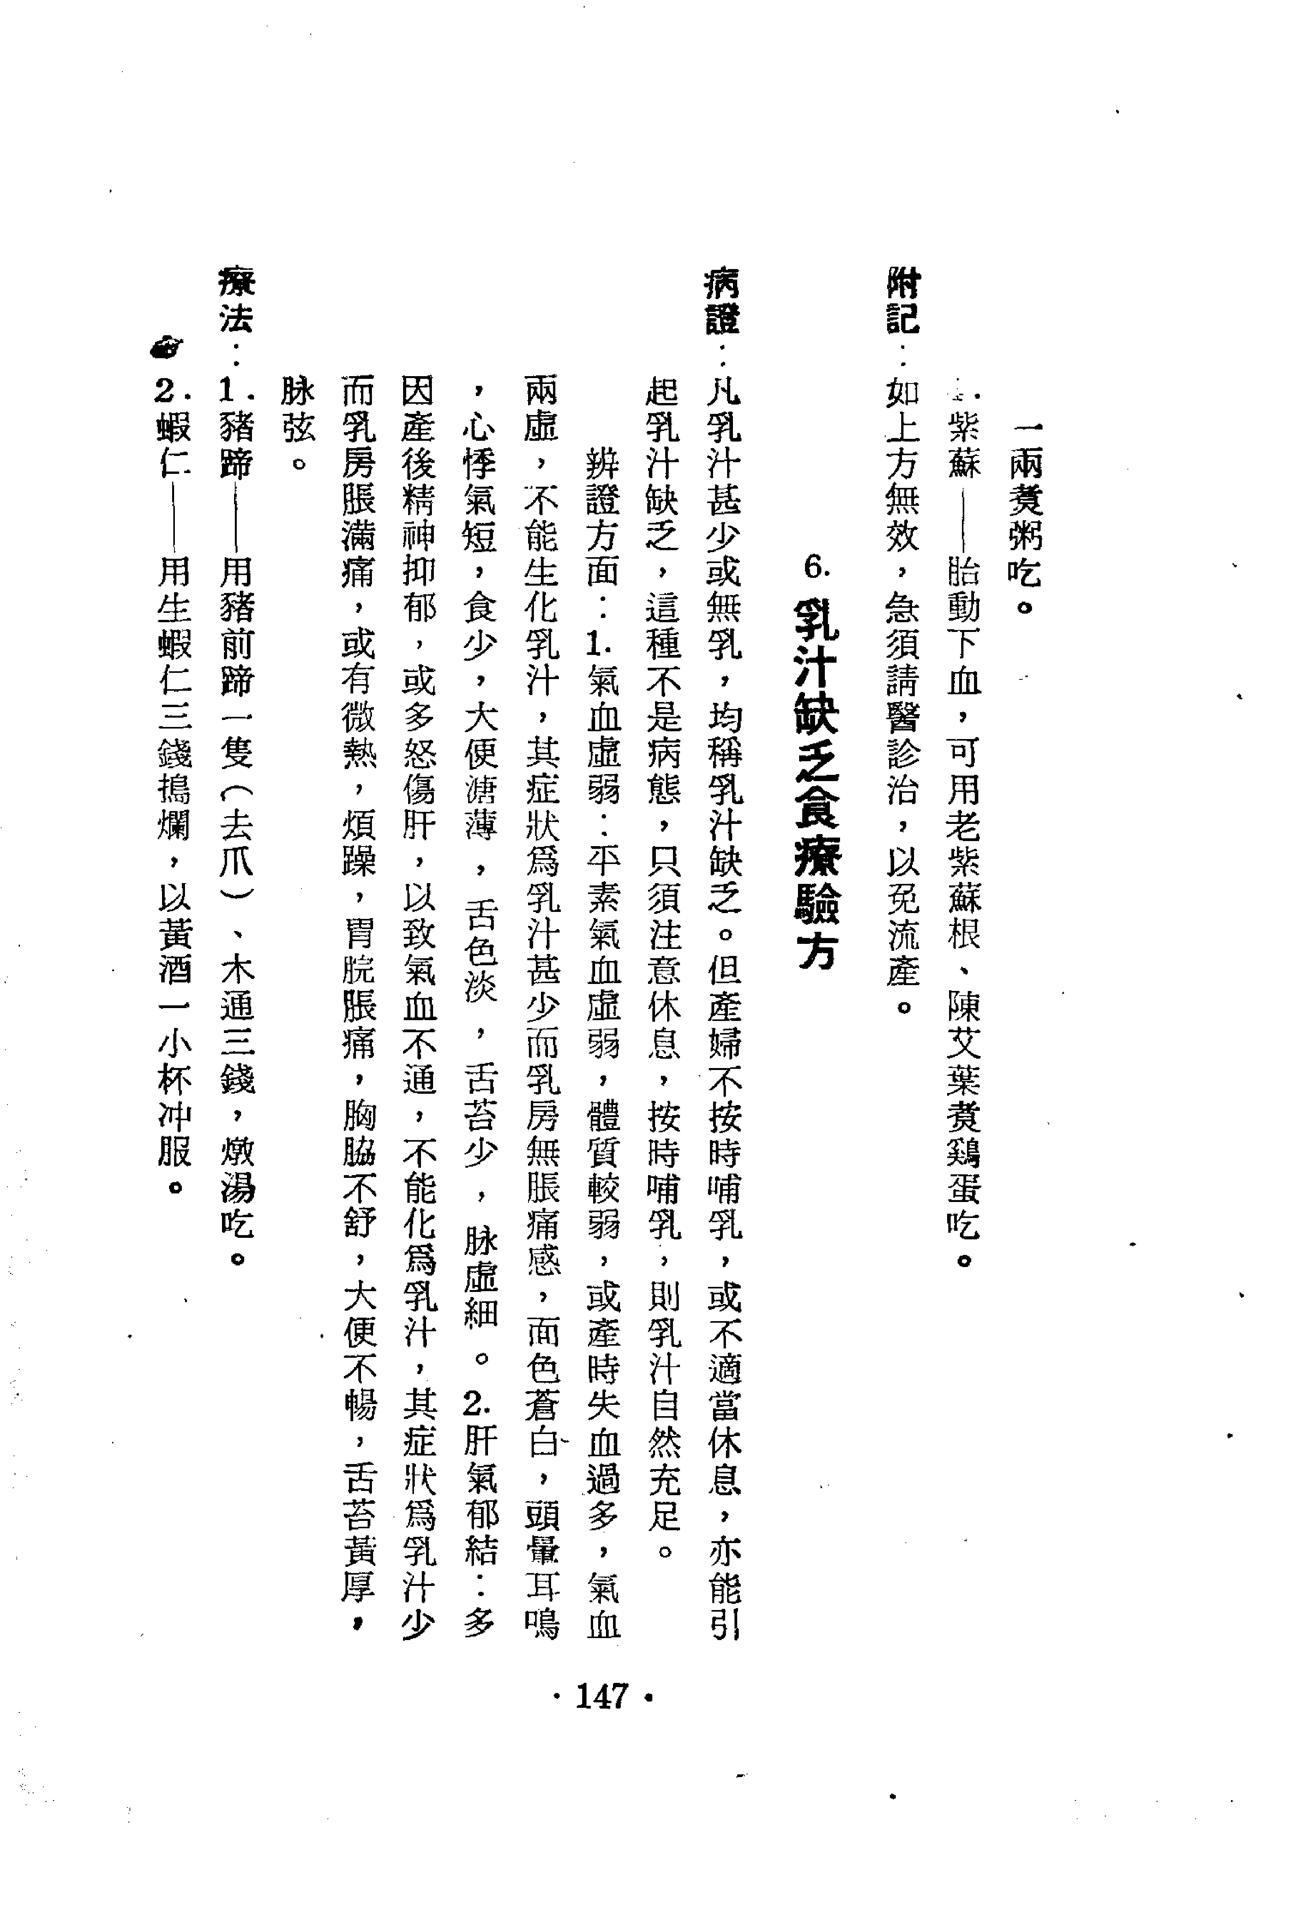 一兩煑粥吃。
紫蘇——胎動下血，可用老紫蘇根、陳艾葉煑鷄蛋吃。
附記：如上方無效，急須請醫診治，以免流產。
6. 乳汁缺乏食療驗方
病證：凡乳汁甚少或無乳，均稱乳汁缺乏。但產婦不按時哺乳，或不適當休息，亦能引
起乳汁缺乏，這種不是病態，只須注意休息，按時哺乳，則乳汁自然充足。
辨證方面：1.氣血虛弱：平素氣血虛弱，體質較弱，或產時失血過多，氣血
兩虛，不能生化乳汁，其症狀爲乳汁甚少而乳房無脹痛感，面色蒼白，頭暈耳鳴
，心悸氣短，食少，大便溏薄，舌色淡，舌苔少，脉虛細。2.肝氣郁結：多
因產後精神抑郁，或多怒傷肝，以致氣血不通，不能化爲乳汁，其症狀爲乳汁少
而乳房脹滿痛，或有微熱，煩躁，胃脘脹痛，胸脇不舒，大便不暢，舌苔黃厚，
脉弦。
療法：1.豬蹄——用豬前蹄一隻（去爪）、木通三錢，燉湯吃。
2.蝦仁——用生蝦仁三錢搗爛，以黃酒一小杯冲服。
·147·